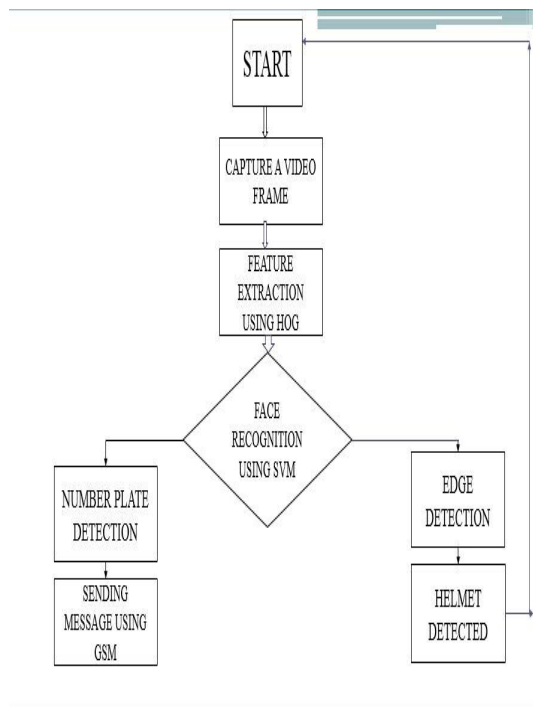 START
CAPTURE A VIDEO
FRAME
FEATURE
EXTRACTION
USING HOG
FACE
RECOGNITION
USING SVM
NUMBER PLATE
DETECTION
SENDING
MESSAGE USING
GSM
EDGE
DETECTION
HELMET
DETECTED